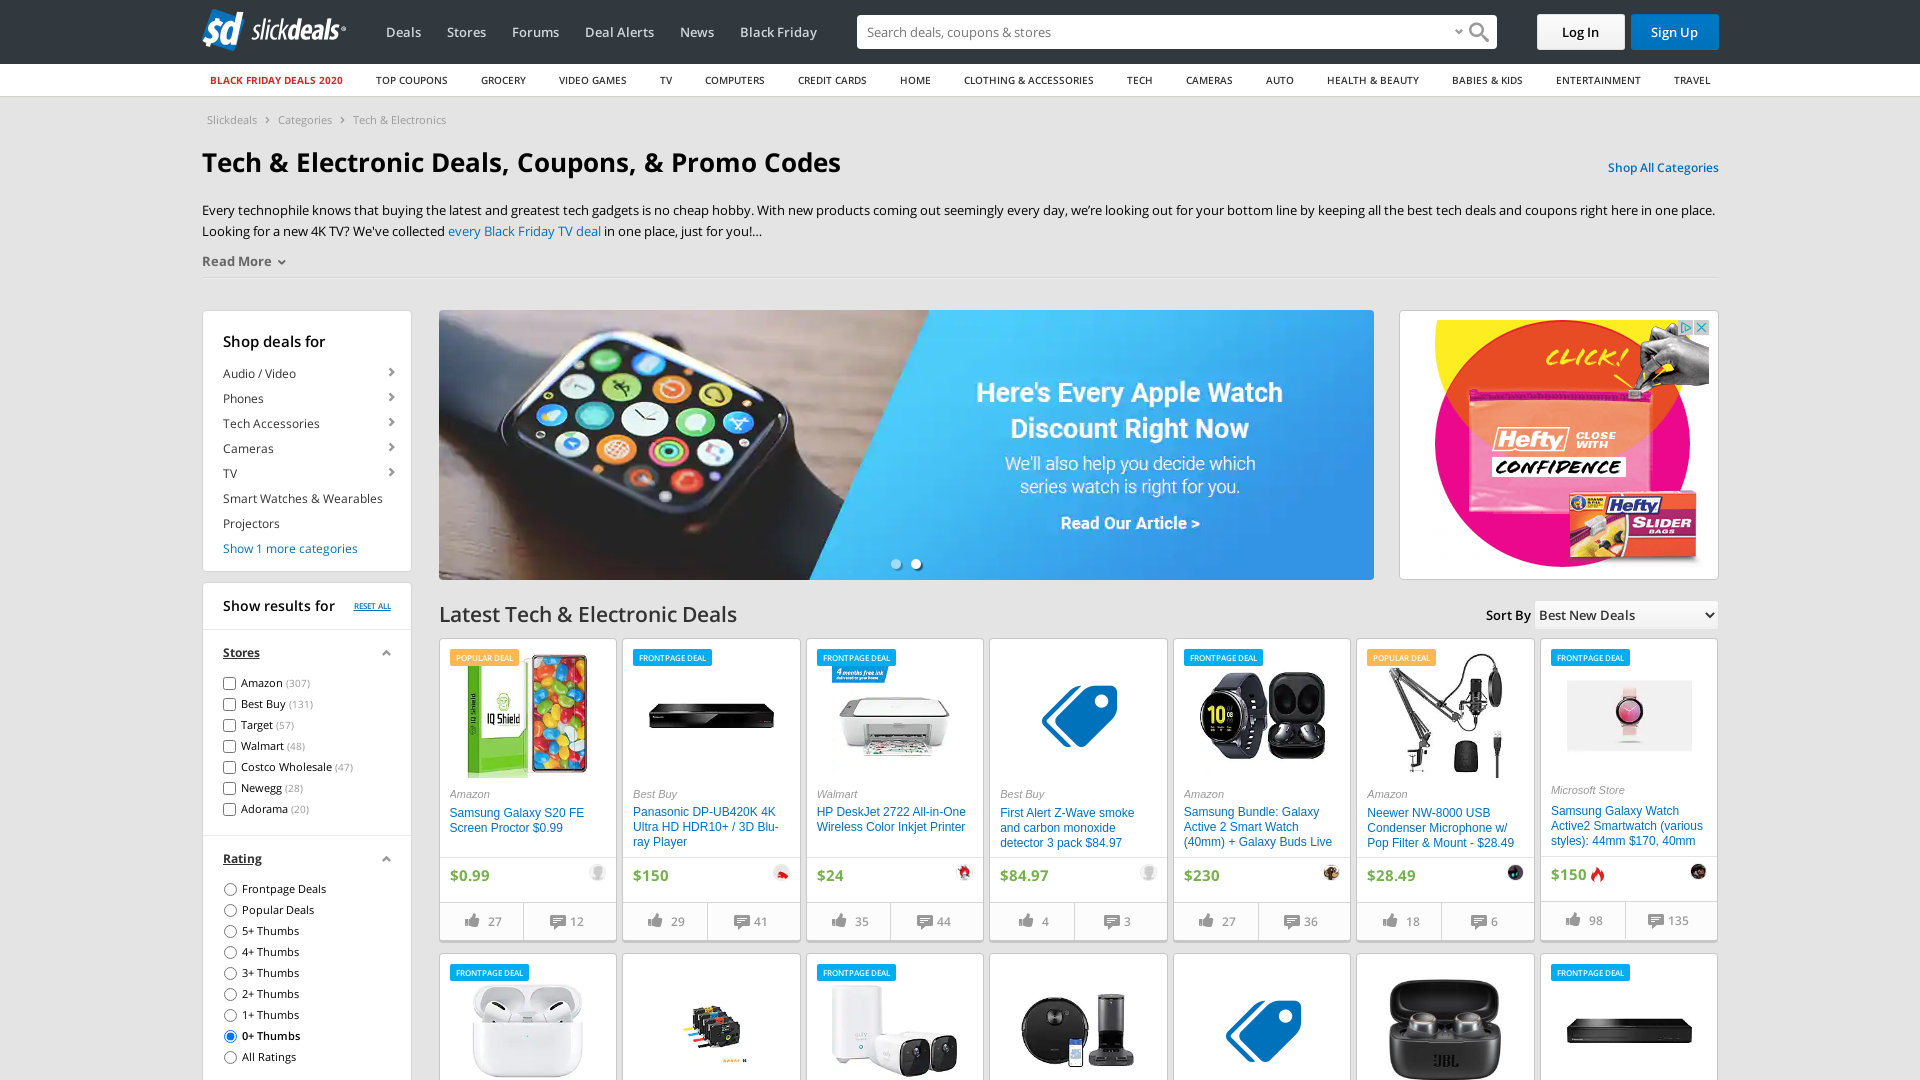 slickdeals
Deals
Stores
Forums
Deal Alerts
News
Black Friday
Search deals, coupons & stores
Log In
Sign Up
BLACK FRIDAY DEALS 2020
TOP COUPONS
GROCERY
VIDEO GAMES
TV
COMPUTERS
CREDIT CARDS
HOME
CLOTHING & ACCESSORIES
TECH
CAMERAS
AUTO
HEALTH & BEAUTY
BABIES & KIDS
ENTERTAINMENT
TRAVEL
Slickdeals > Categories > Tech & Electronics
Tech & Electronic Deals, Coupons, & Promo Codes
Shop All Categories
Every technophile knows that buying the latest and greatest tech gadgets is no cheap hobby. With new products coming out seemingly every day, we’re looking out for your bottom line by keeping all the best tech deals and coupons right here in one place.
Looking for a new 4K TV? We've collected every Black Friday TV deal in one place, just for you!...
Read More
Shop deals for
Audio / Video
Phones
Tech Accessories
Cameras
TV
Smart Watches & Wearables
Projectors
Show 1 more categories
Here's Every Apple Watch
Discount Right Now
We'll also help you decide which
series watch is right for you.
Read Our Article >
CLICK!
Hefty
CLOSE
WITH
CONFIDENCE
Hefty
SLIDER
BAGS
Show results for
RESET ALL
Stores
Amazon (307)
Best Buy (131)
Target (57)
Walmart (48)
Costco Wholesale (47)
Newegg (28)
Adorama (20)
Rating
Frontpage Deals
Popular Deals
5+ Thumbs
4+ Thumbs
3+ Thumbs
2+ Thumbs
1+ Thumbs
0+ Thumbs
All Ratings
Latest Tech & Electronic Deals
Sort By
Best New Deals
POPULAR DEAL
IQ Shield
Amazon
Samsung Galaxy S20 FE
Screen Proctor $0.99
$0.99
27
12
FRONTPAGE DEAL
Best Buy
Panasonic DP-UB420K 4K
Ultra HD HDR10+ / 3D Blu-
ray Player
$150
29
41
FRONTPAGE DEAL
4 months free ink
Walmart
HP DeskJet 2722 All-in-One
Wireless Color Inkjet Printer
$24
35
44
Best Buy
First Alert Z-Wave smoke
and carbon monoxide
detector 3 pack $84.97
$84.97
4
3
FRONTPAGE DEAL
10
Amazon
Samsung Bundle: Galaxy
Active 2 Smart Watch
(40mm) + Galaxy Buds Live
$230
27
36
POPULAR DEAL
Amazon
Neewer NW-8000 USB
Condenser Microphone w/
Pop Filter & Mount - $28.49
$28.49
18
6
FRONTPAGE DEAL
Microsoft Store
Samsung Galaxy Watch
Active2 Smartwatch (various
styles): 44mm $170, 40mm
$150
98
135
FRONTPAGE DEAL
FRONTPAGE DEAL
JBL
FRONTPAGE DEAL